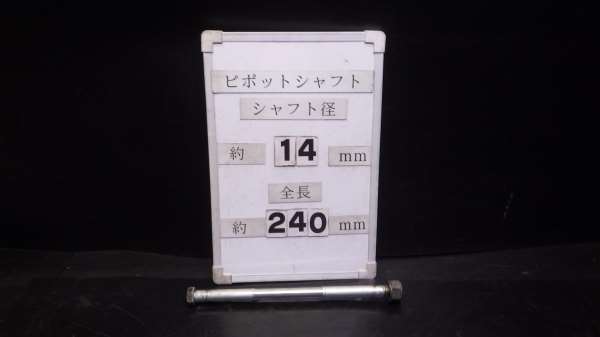 ピポットシャフト
シャフト径
約 14 mm
全長
約 240 mm